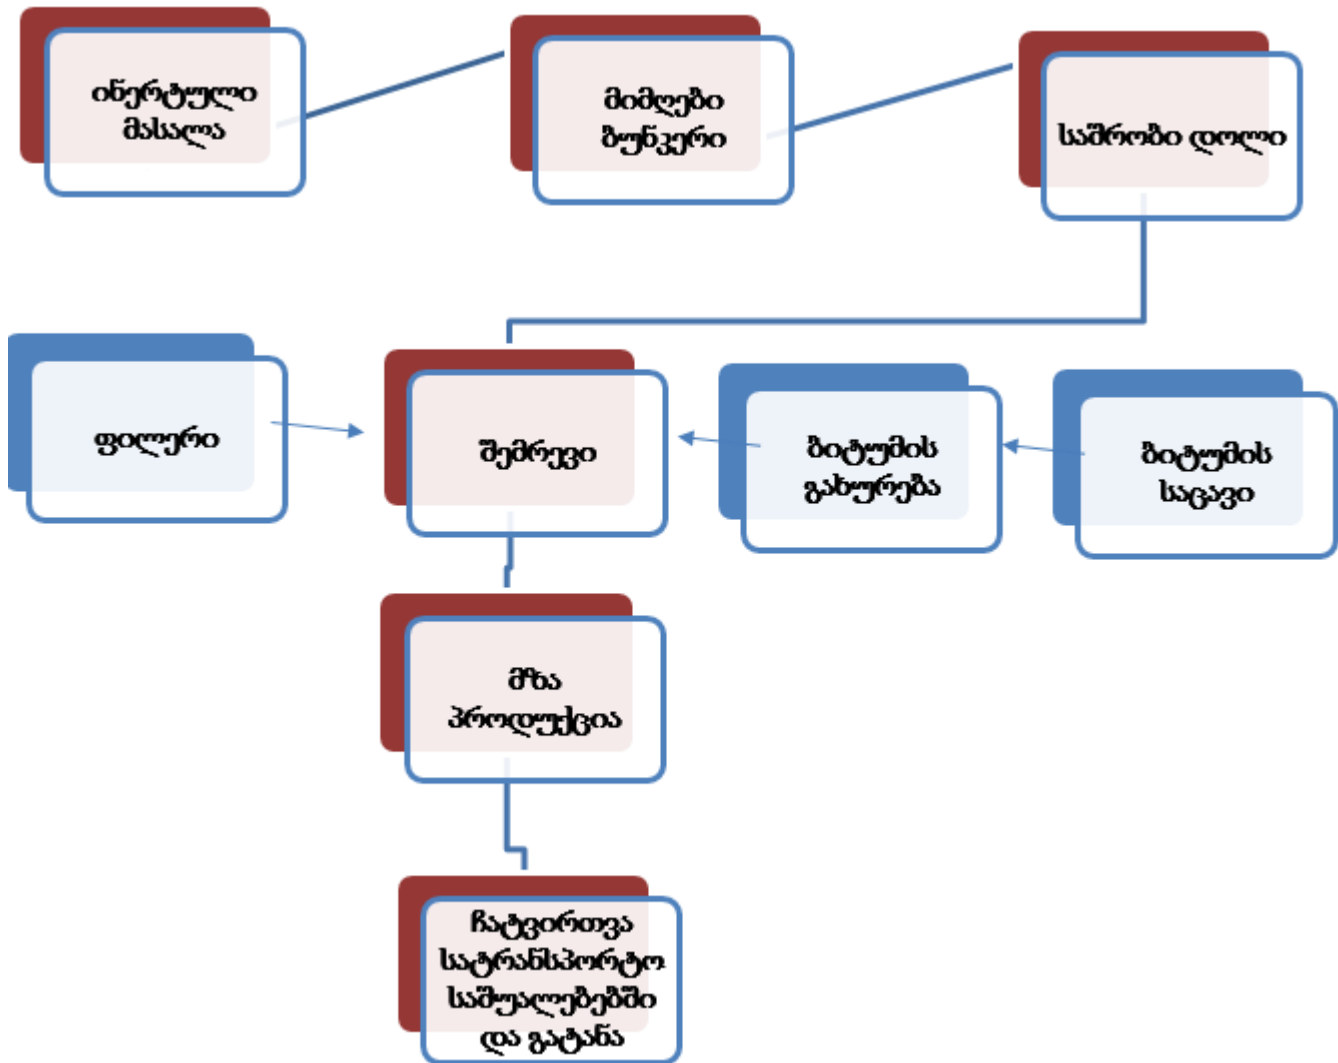 ინერტული
მასალა
მიმღები
ბუნკერი
საშრობი დოლი
ფილერი
შემრევი
ბიტუმის
გახურება
ბიტუმის
საცავი
მზა
პროდუქცია
ჩატვირთვა
სატრანსპორტო
საშუალებებში
და გატანა